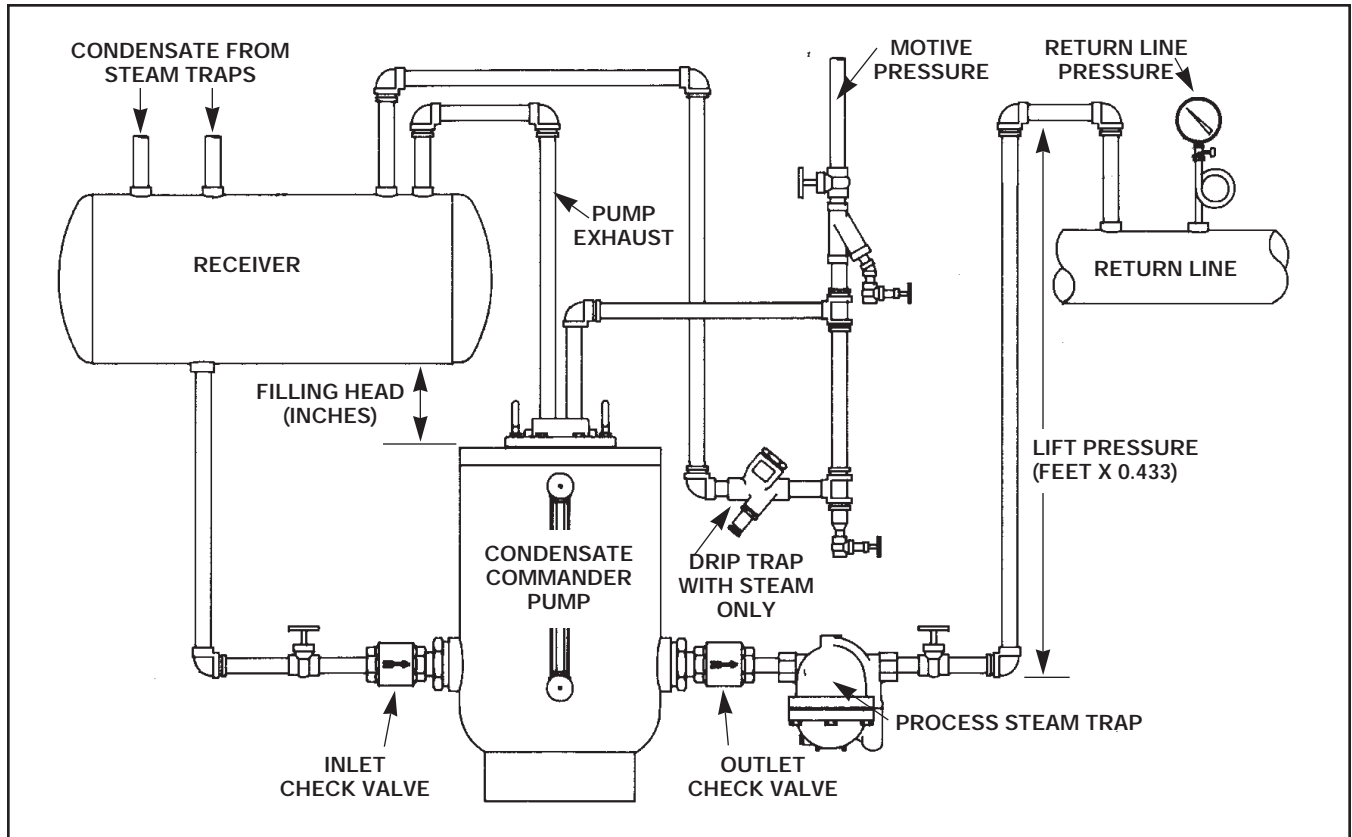 CONDENSATE FROM
STEAM TRAPS
MOTIVE
PRESSURE
RETURN LINE
PRESSURE
PUMP
EXHAUST
RECEIVER
RETURN LINE
FILLING HEAD
(INCHES)
LIFT PRESSURE
(FEET X 0.433)
CONDENSATE
COMMANDER
PUMP
DRIP TRAP
WITH STEAM
ONLY
PROCESS STEAM TRAP
INLET
CHECK VALVE
OUTLET
CHECK VALVE